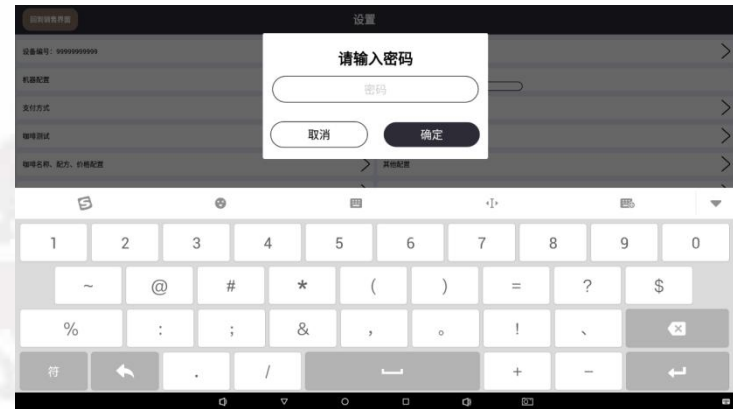 回到销售界面
设置
设备编号：99999999999
机器配置
支付方式
咖啡测试
咖啡名称、配方、价格配置
其他配置
请输入密码
密码
取消
确定
1 2 3 4 5 6 7 8 9 0
~ @ # * ( ) = ? $
% : ; & , 。 ! 、
符 . / + -